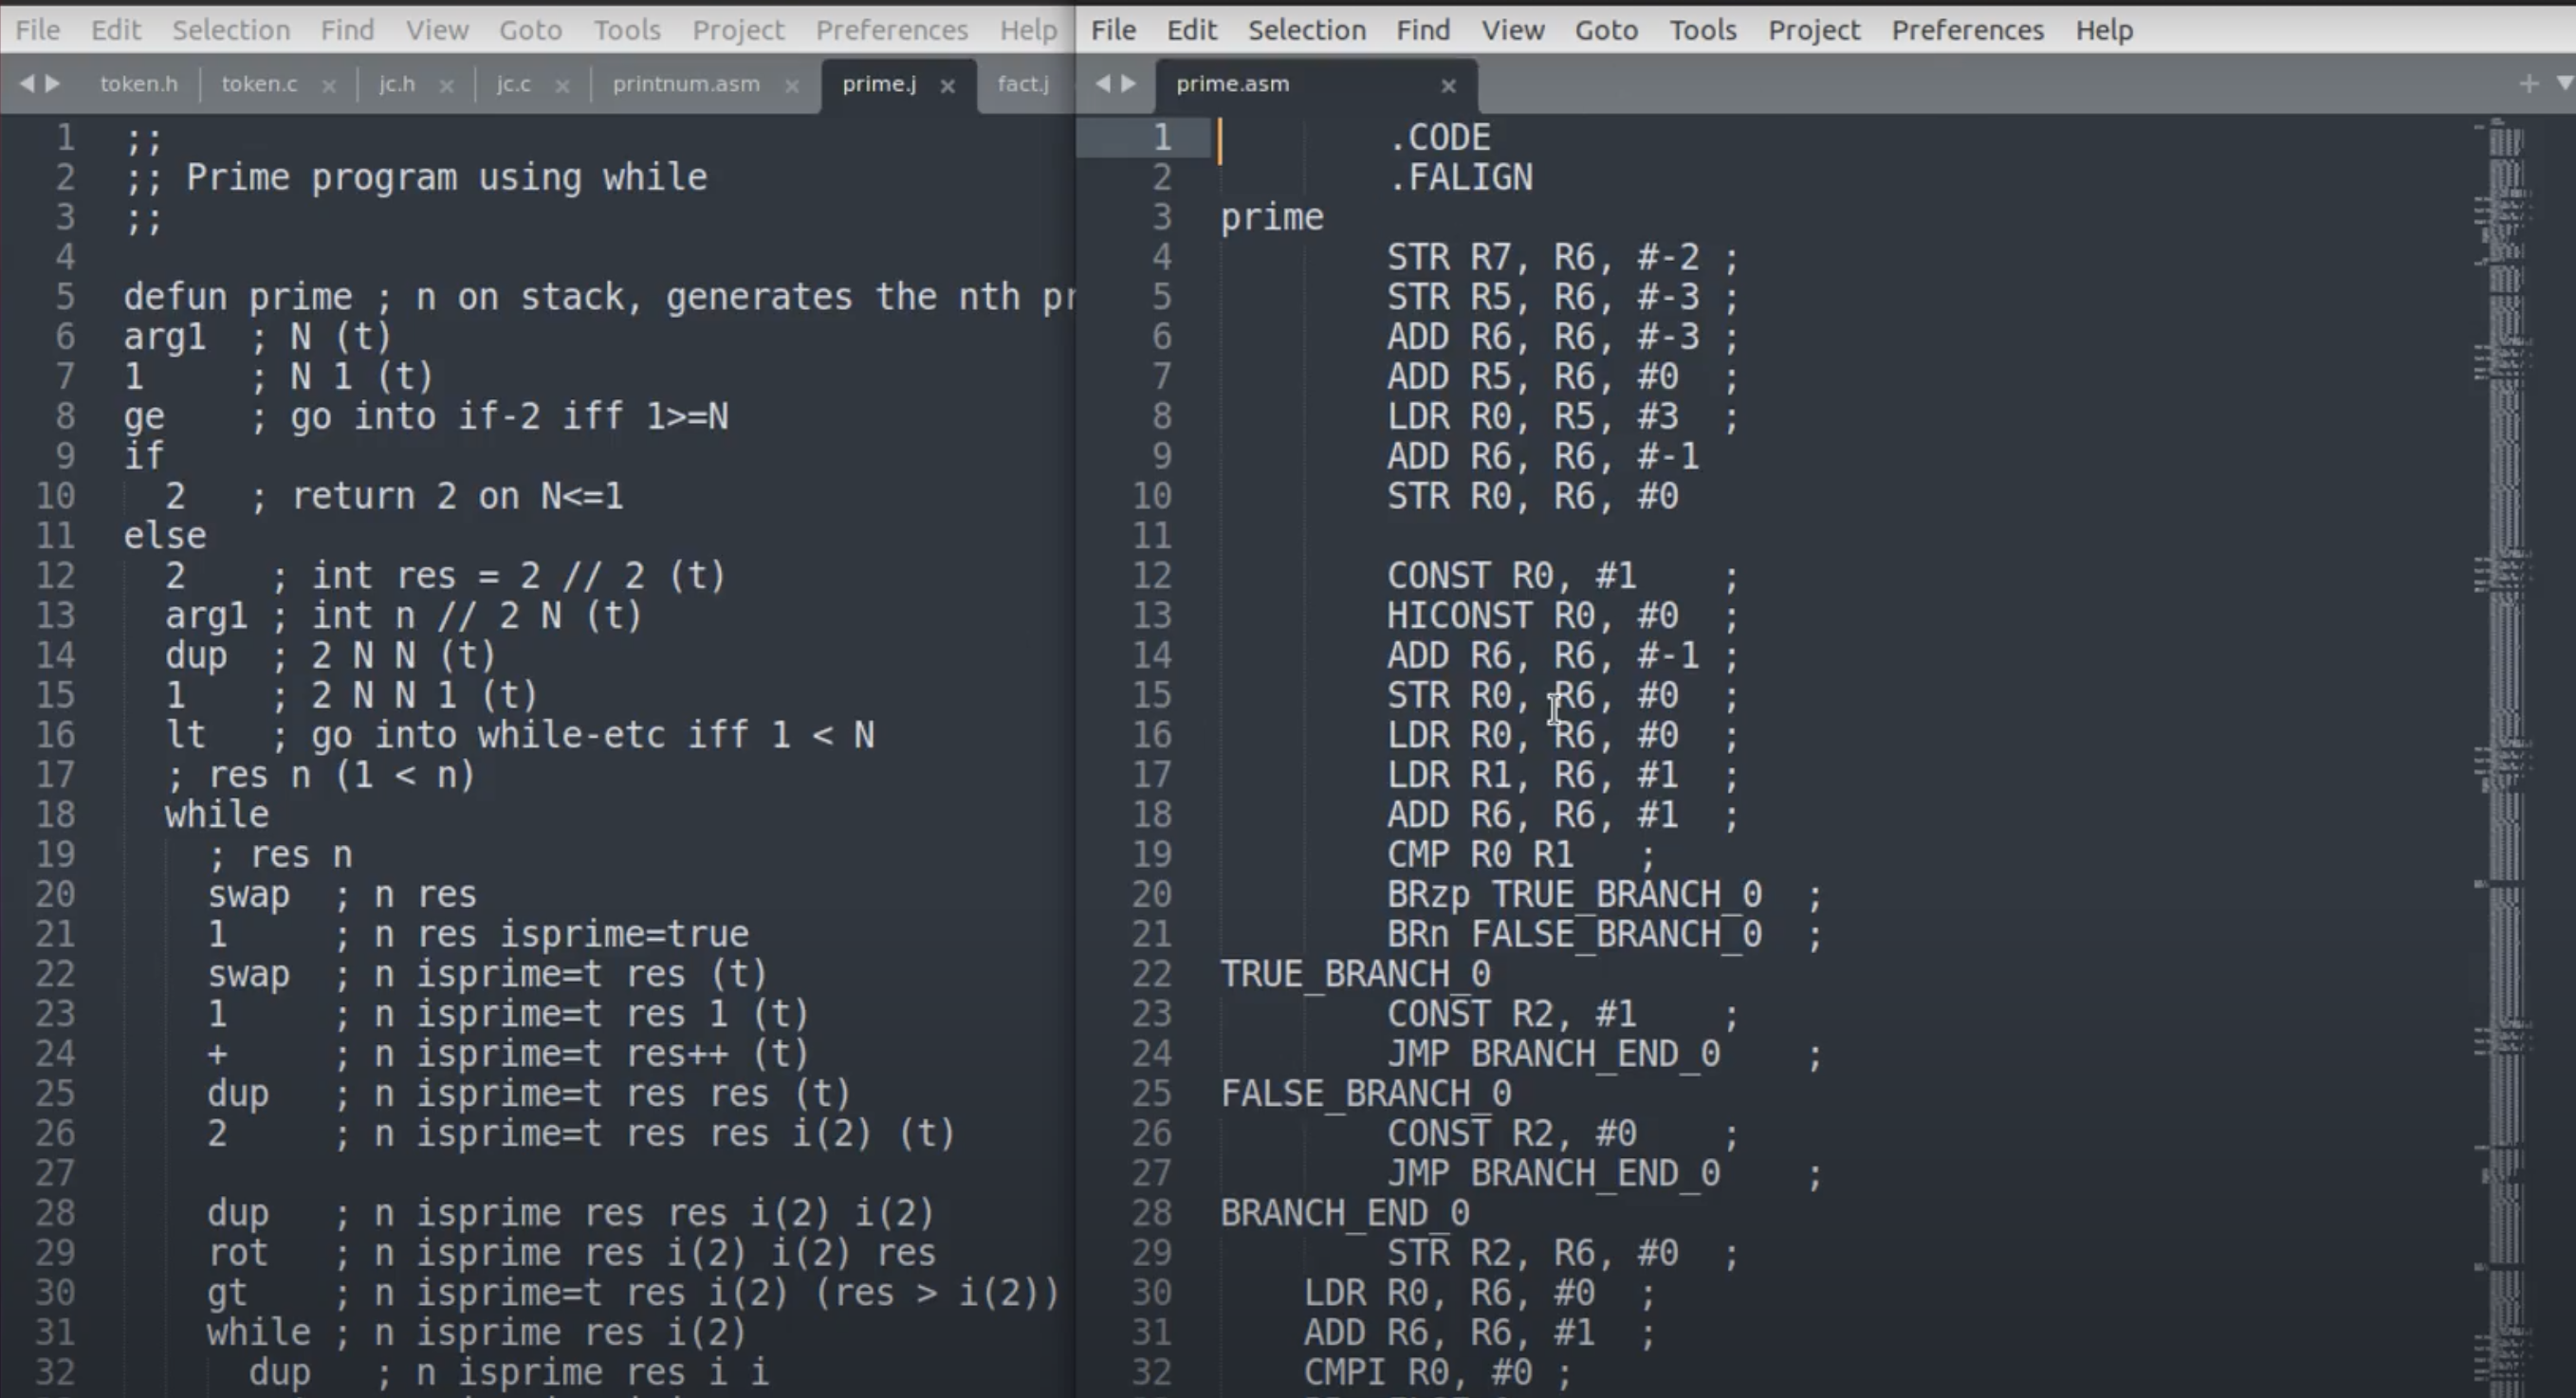 File Edit Selection Find View Goto Tools Project Preferences Help
token.h token.c × jc.h × jc.c × printnum.asm × prime.j × fact.j
1 ;;
2 ;; Prime program using while
3 ;;
4
5 defun prime ; n on stack, generates the nth pr
6 arg1 ; N (t)
7 1 ; N 1 (t)
8 ge ; go into if-2 iff 1>=N
9 if
10 2 ; return 2 on N<=1
11 else
12 2 ; int res = 2 // 2 (t)
13 arg1 ; int n // 2 N (t)
14 dup ; 2 N N (t)
15 1 ; 2 N N 1 (t)
16 lt ; go into while-etc iff 1 < N
17 ; res n (1 < n)
18 while
19 ; res n
20 swap ; n res
21 1 ; n res isprime=true
22 swap ; n isprime=t res (t)
23 1 ; n isprime=t res 1 (t)
24 + ; n isprime=t res++ (t)
25 dup ; n isprime=t res res (t)
26 2 ; n isprime=t res res i(2) (t)
27
28 dup ; n isprime res res i(2) i(2)
29 rot ; n isprime res i(2) i(2) res
30 gt ; n isprime=t res i(2) (res > i(2))
31 while ; n isprime res i(2)
32 dup ; n isprime res i i
File Edit Selection Find View Goto Tools Project Preferences Help
prime.asm ×
1 .CODE
2 .FALIGN
3 prime
4 STR R7, R6, #-2 ;
5 STR R5, R6, #-3 ;
6 ADD R6, R6, #-3 ;
7 ADD R5, R6, #0 ;
8 LDR R0, R5, #3 ;
9 ADD R6, R6, #-1
10 STR R0, R6, #0
11
12 CONST R0, #1 ;
13 HICONST R0, #0 ;
14 ADD R6, R6, #-1 ;
15 STR R0, R6, #0 ;
16 LDR R0, R6, #0 ;
17 LDR R1, R6, #1 ;
18 ADD R6, R6, #1 ;
19 CMP R0 R1 ;
20 BRzp TRUE_BRANCH_0 ;
21 BRn FALSE_BRANCH_0 ;
22 TRUE_BRANCH_0
23 CONST R2, #1 ;
24 JMP BRANCH_END_0 ;
25 FALSE_BRANCH_0
26 CONST R2, #0 ;
27 JMP BRANCH_END_0 ;
28 BRANCH_END_0
29 STR R2, R6, #0 ;
30 LDR R0, R6, #0 ;
31 ADD R6, R6, #1 ;
32 CMPI R0, #0 ;